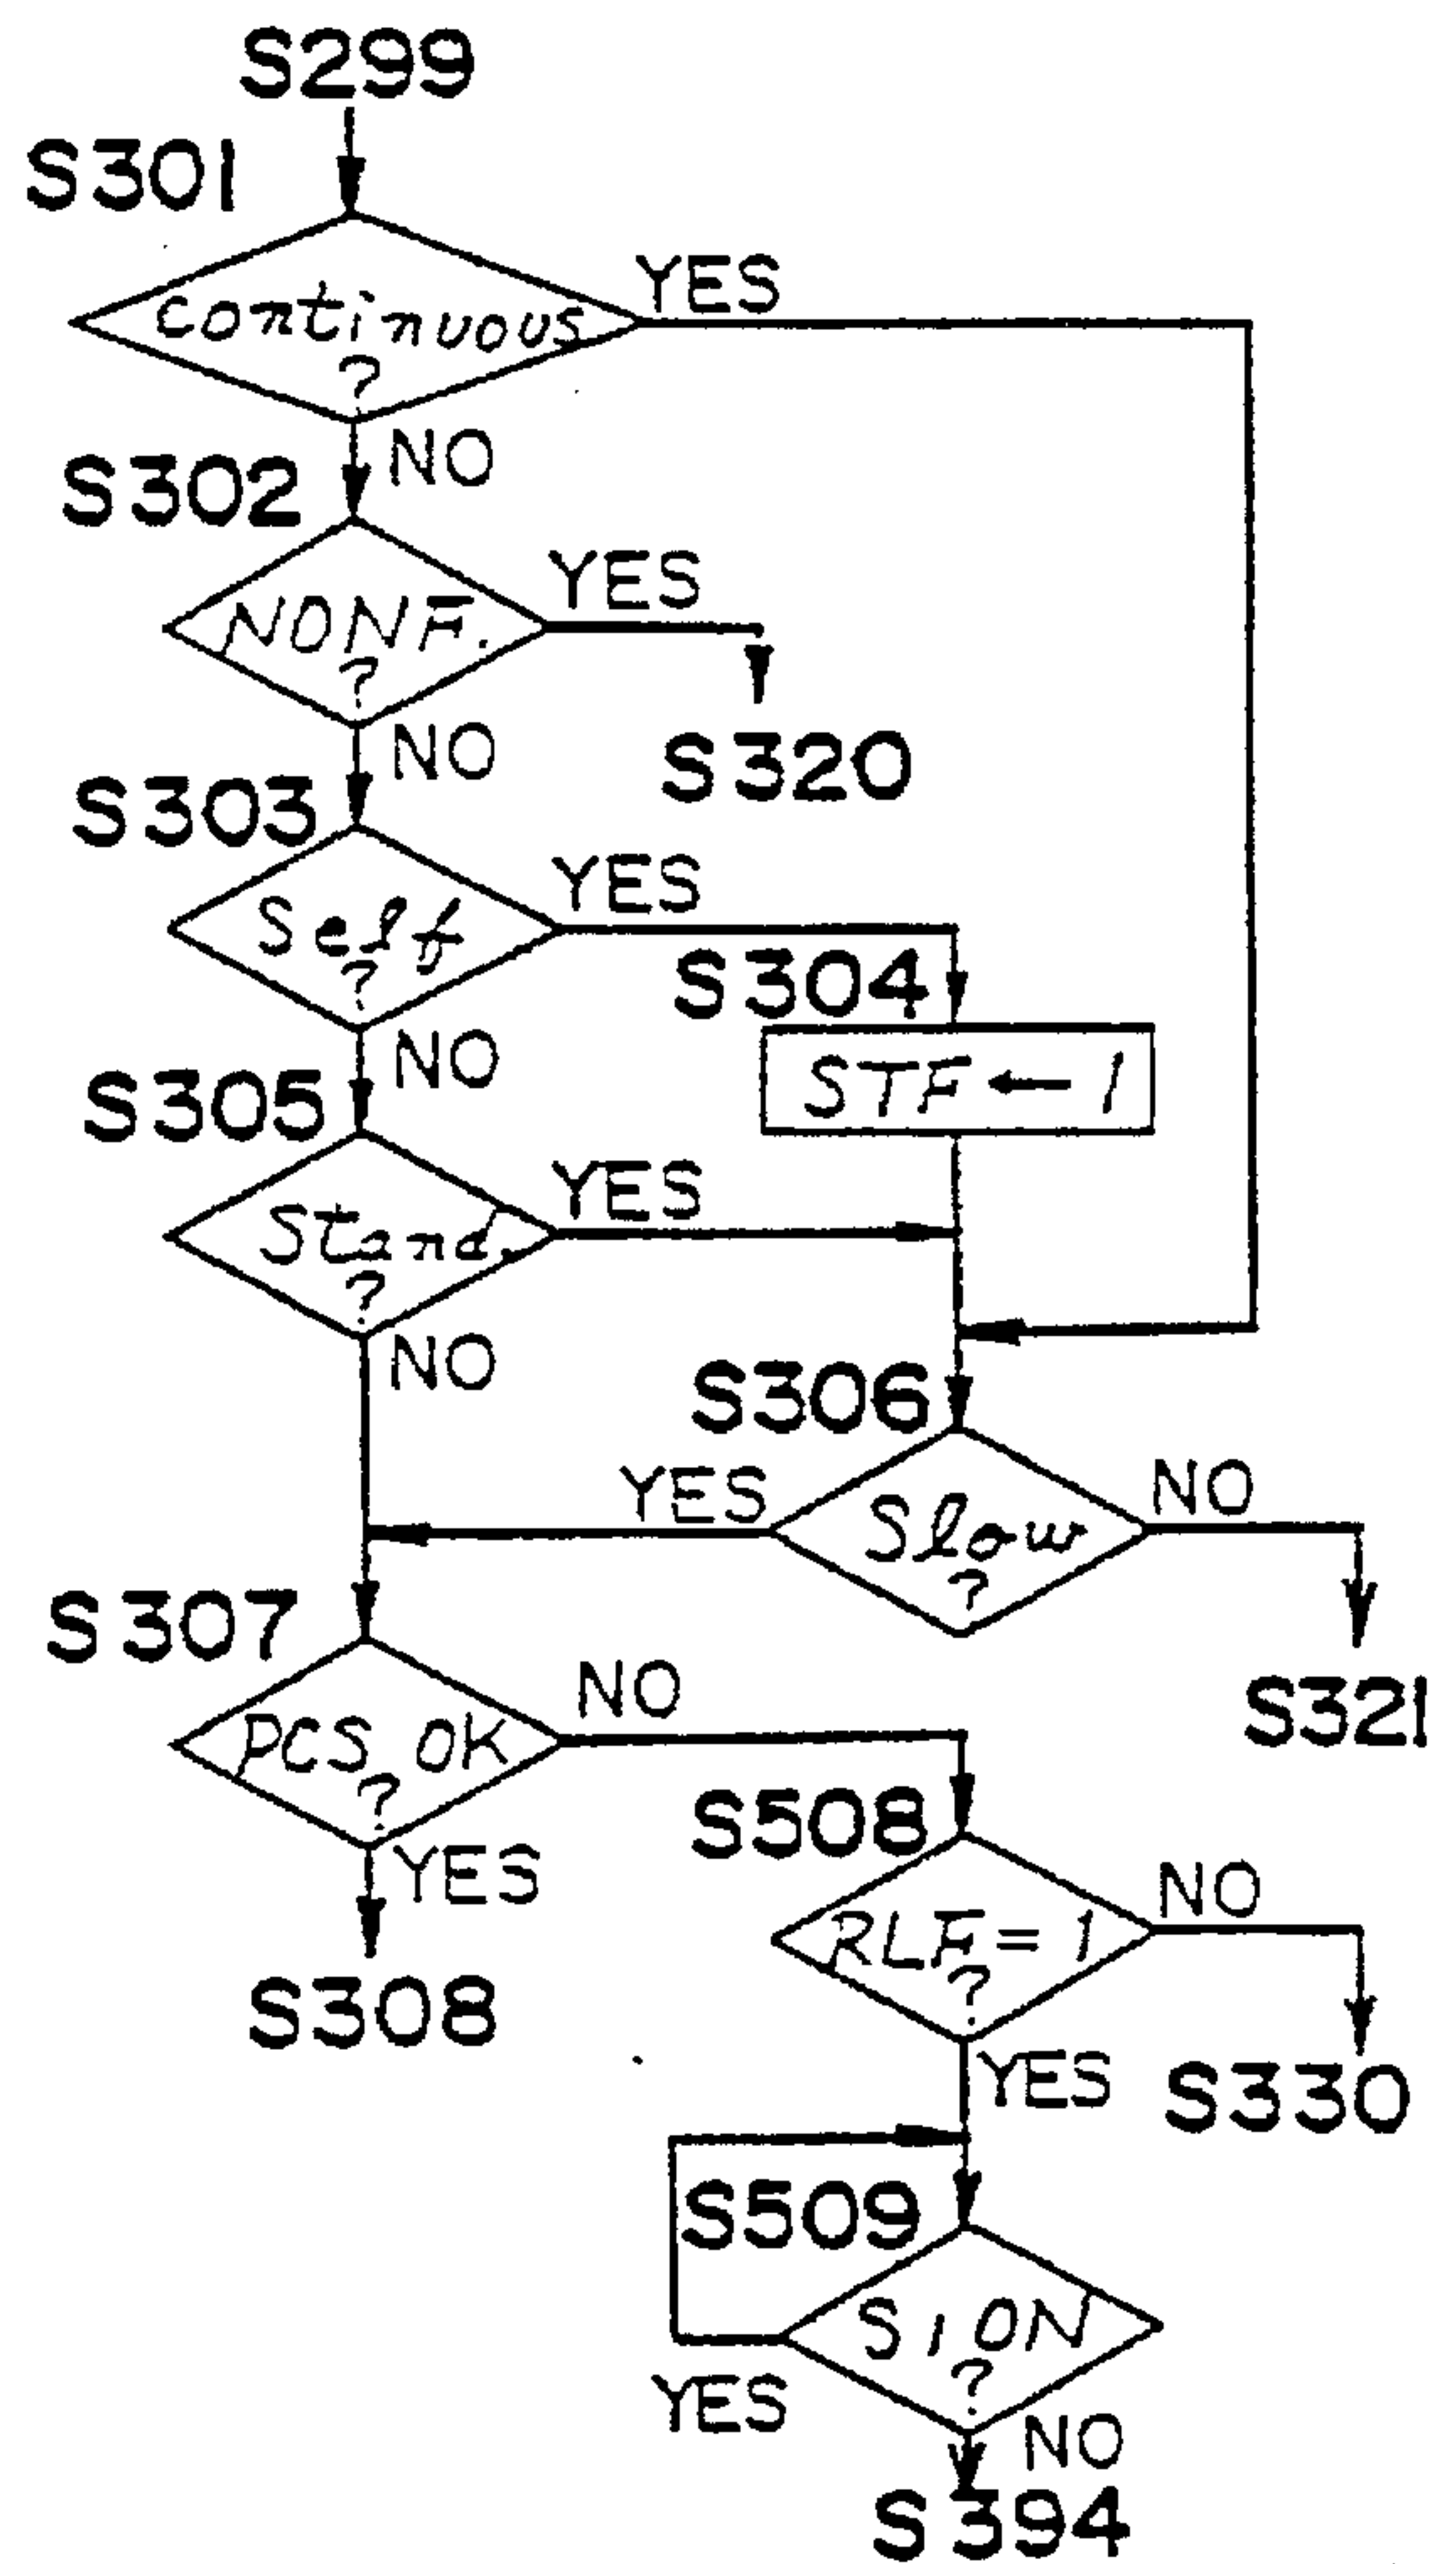 S299
S301
continuous
?
YES
NO
S302
NONF.
?
YES
NO
S320
S303
Self
?
YES
NO
S304
STF ← 1
S305
Stand.
?
YES
NO
S306
Slow
?
YES
NO
S321
S307
PCS OK
?
NO
YES
S308
S508
RLF = 1
?
NO
YES
S330
S509
S1 ON
?
YES
NO
S394